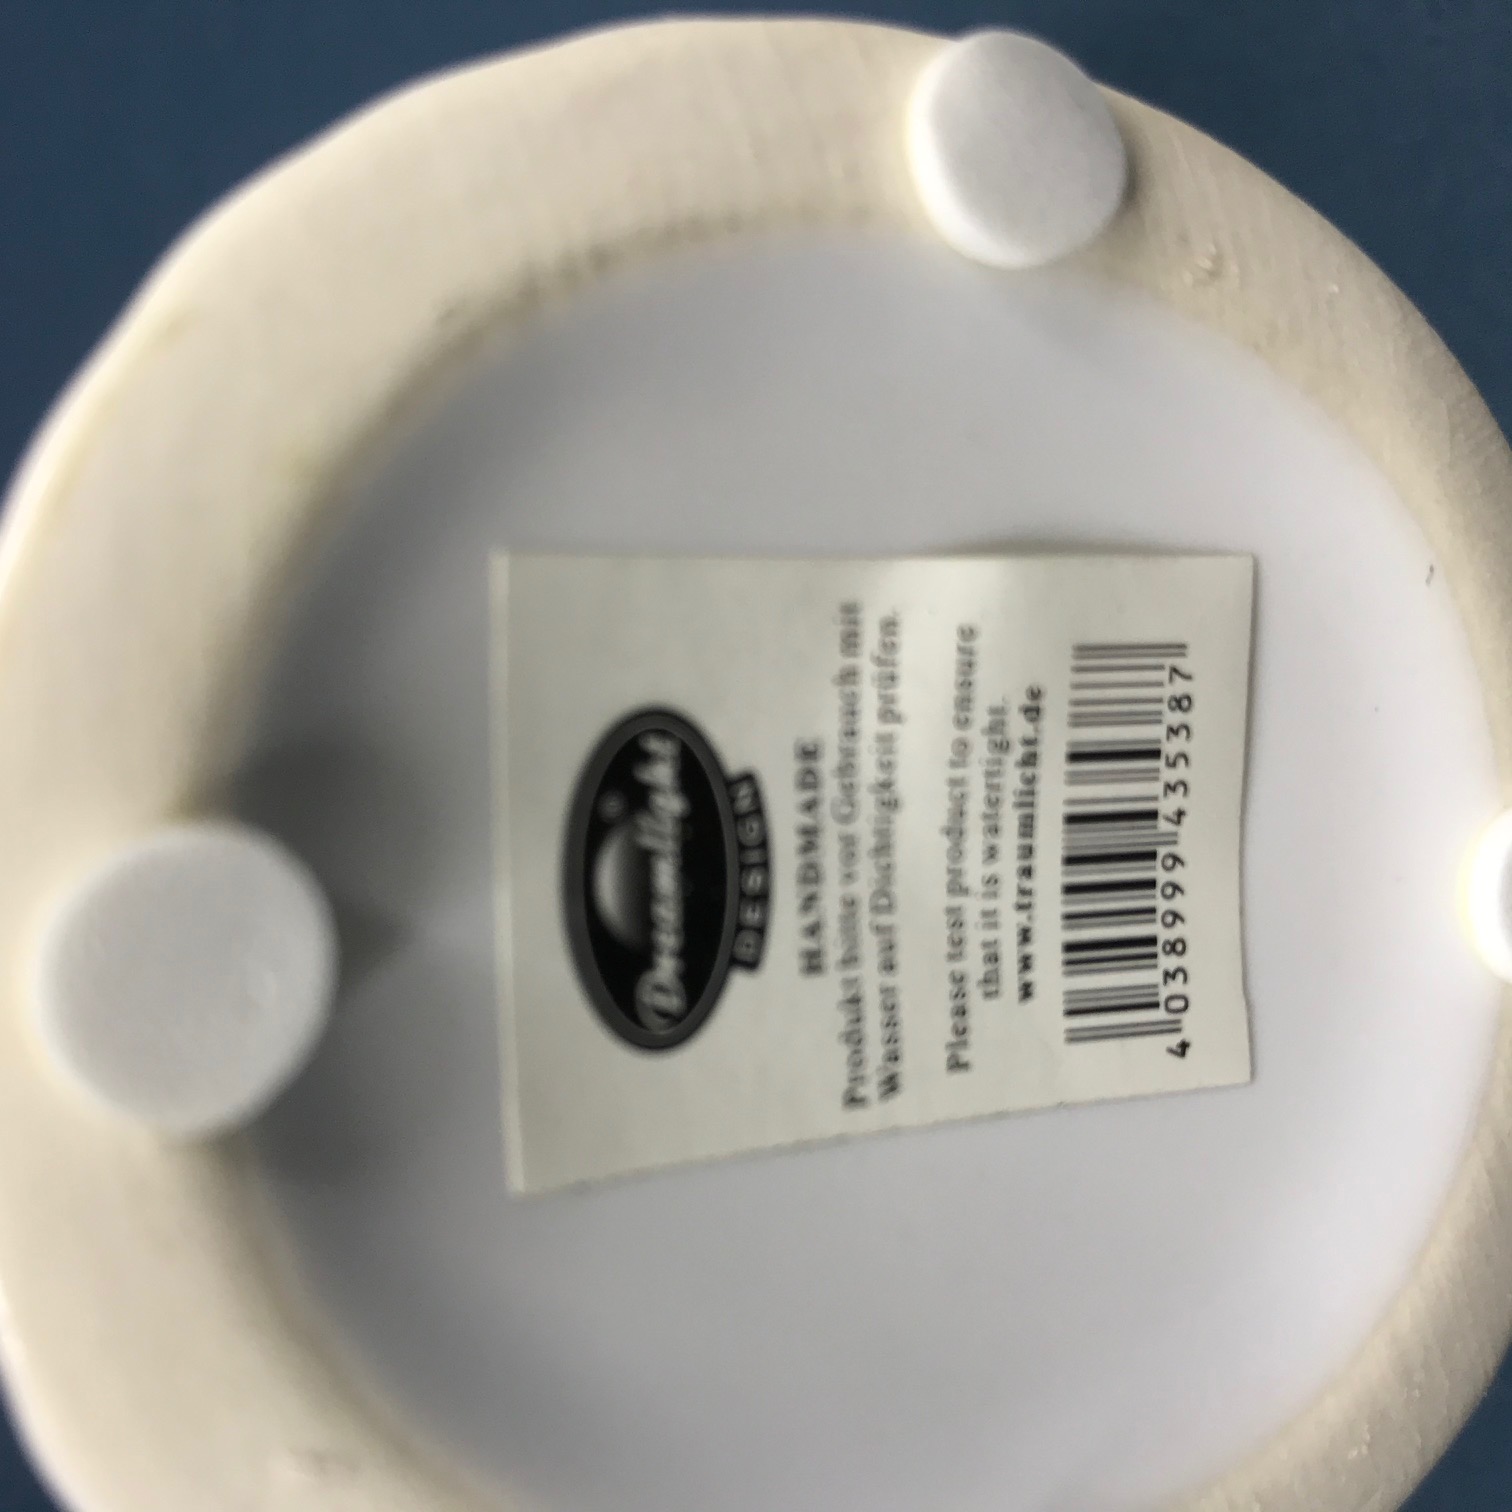 Dreamlight
®
DESIGN
HANDMADE
Produkt bitte vor Gebrauch mit
Wasser auf Dichtigkeit prüfen.
Please test product to ensure
that it is watertight.
www.traumlicht.de
4 038999 435387